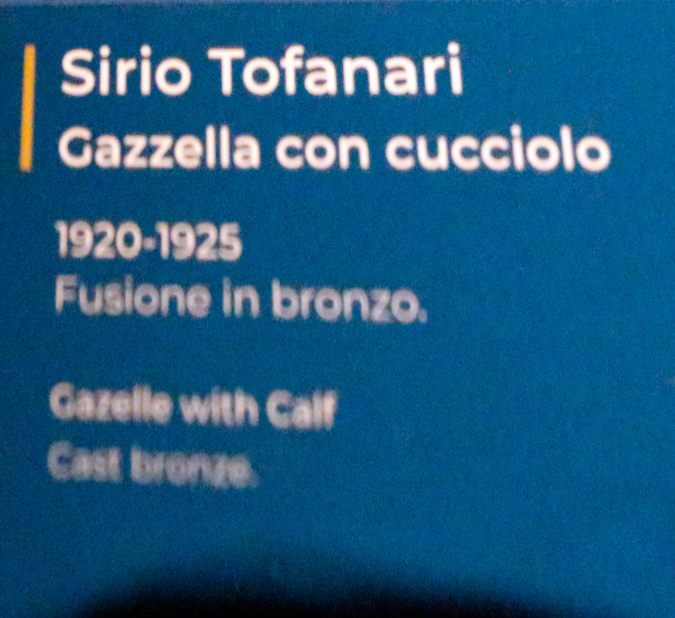 Sirio Tofanari
Gazzella con cucciolo
1920-1925
Fusione in bronzo.
Gazelle with Calf
Cast bronze.